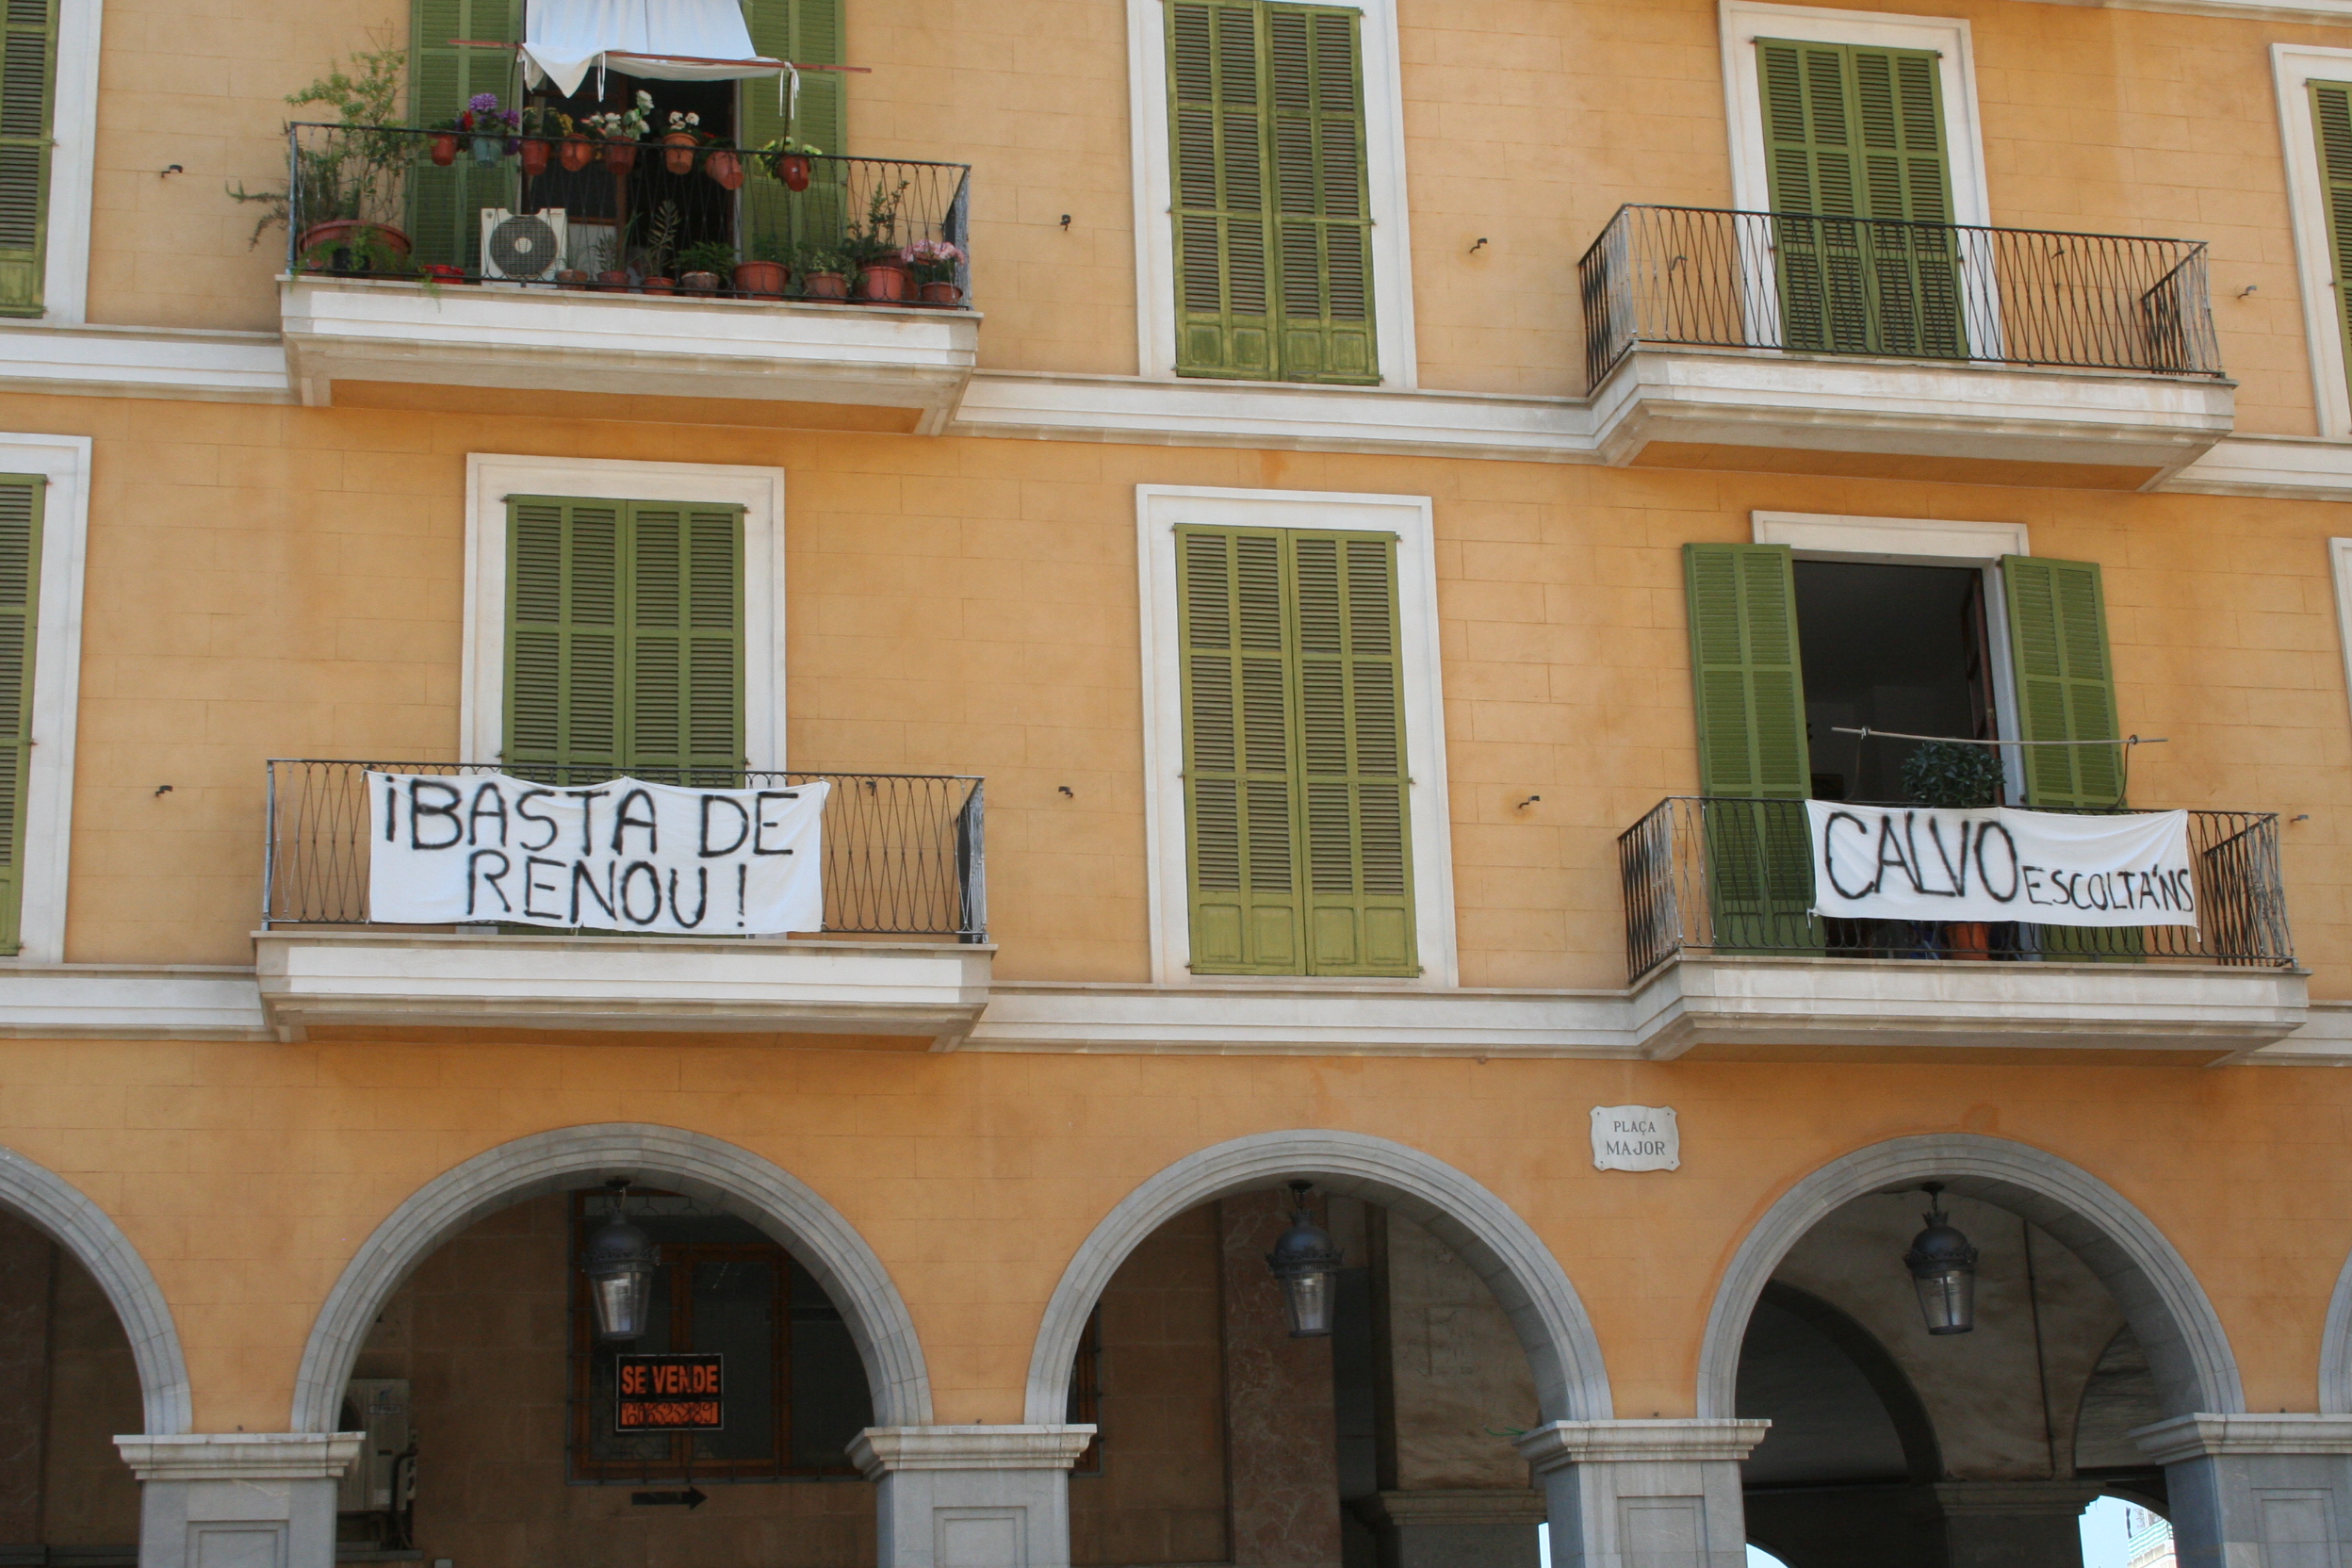 ¡BASTA DE
RENOU!
CALVO ESCOLTA'NS
PLAÇA
MAJOR
SE VENDE